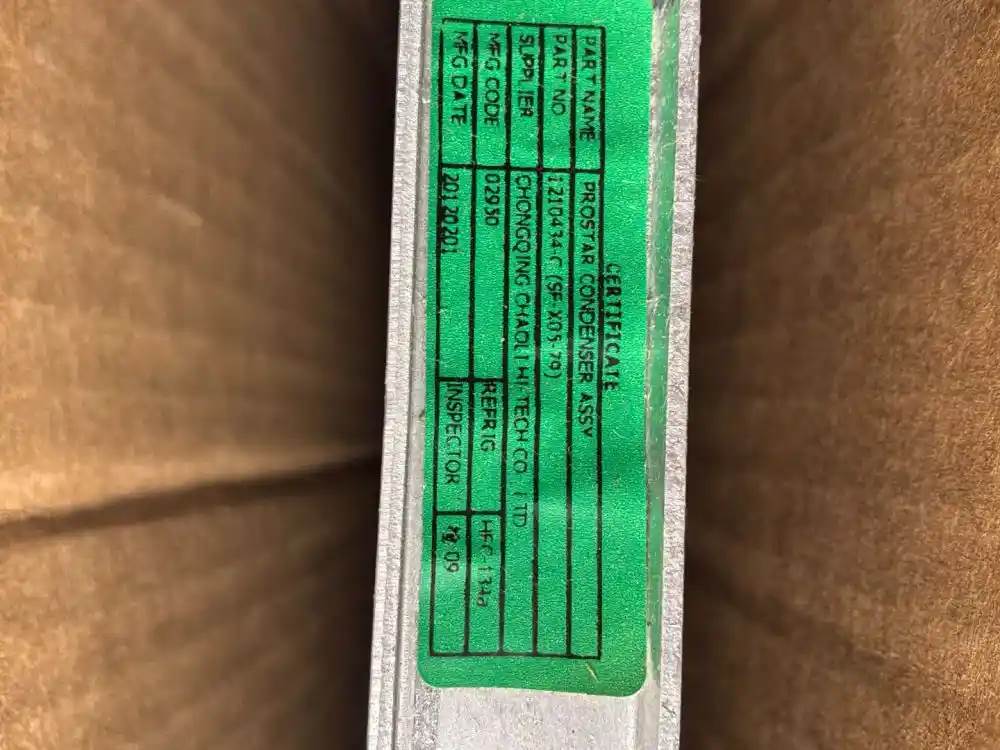 CERTIFICATE
PART NAME PROSTAR CONDENSER ASSY
PART NO 1210434-C (SF-X05-79)
SUPPLIER CHONGQING CHAOLI HI-TECH CO. LTD
MFG CODE 02930 REFRIG HFC-134a
MFG DATE 20120201 INSPECTOR 09